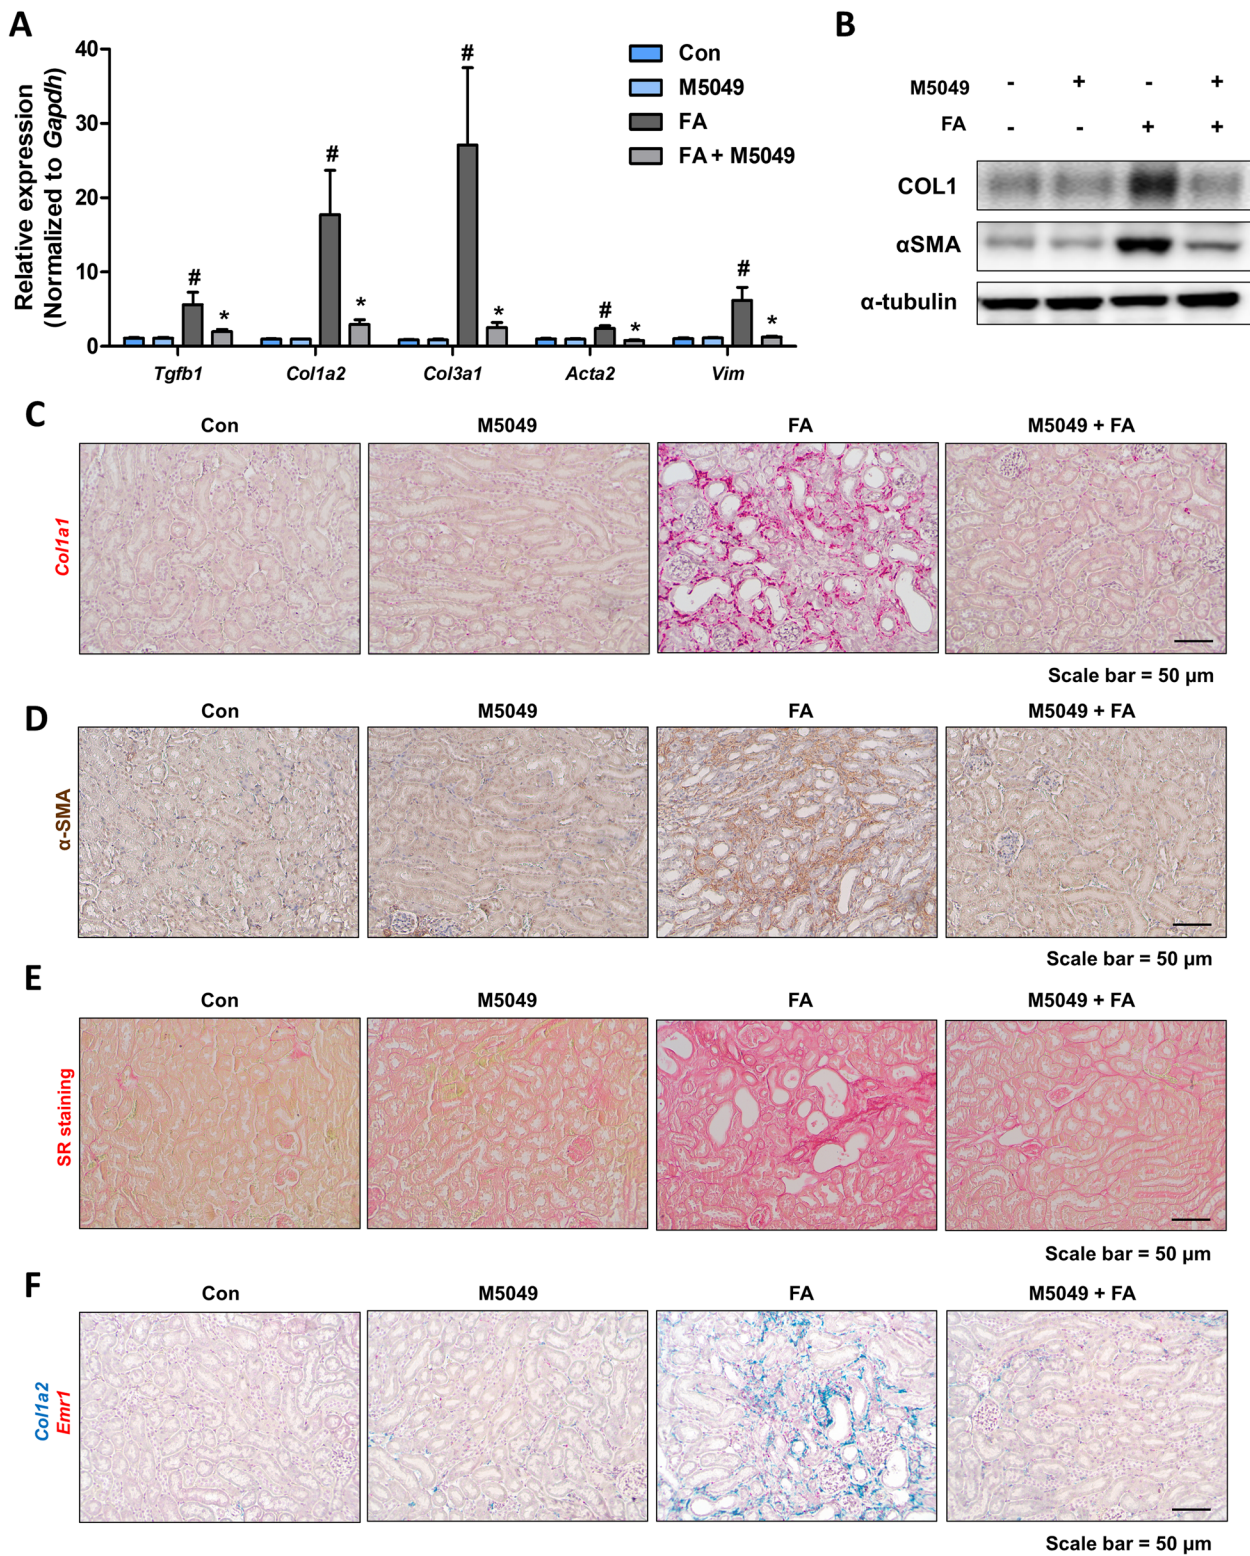 A
Relative expression
(Normalized to Gapdh)
40
30
20
10
0
#
#
#
#
#
*
*
*
*
*
Tgfb1 Col1a2 Col3a1 Acta2 Vim
Con
M5049
FA
FA + M5049
B
M5049 - + - +
FA - - + +
COL1
αSMA
α-tubulin
C
Con M5049 FA M5049 + FA
Col1a1
Scale bar = 50 μm
D
Con M5049 FA M5049 + FA
α-SMA
Scale bar = 50 μm
E
Con M5049 FA M5049 + FA
SR staining
Scale bar = 50 μm
F
Con M5049 FA M5049 + FA
Col1a2
Emr1
Scale bar = 50 μm